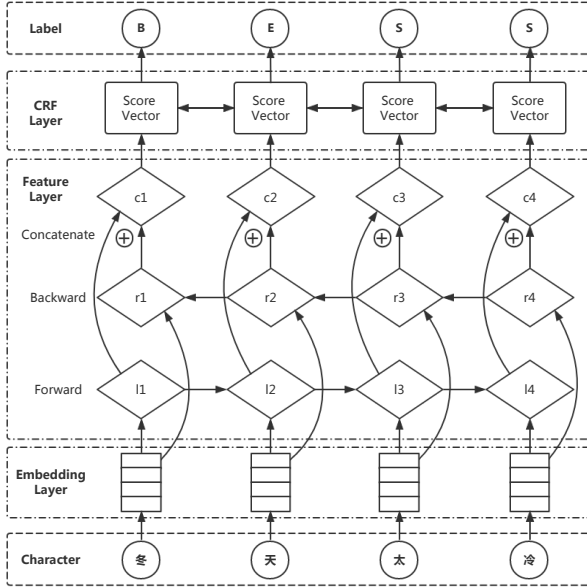 Label B E S S
CRF Layer Score Vector Score Vector Score Vector Score Vector
Feature Layer c1 c2 c3 c4
Concatenate
Backward r1 r2 r3 r4
Forward l1 l2 l3 l4
Embedding Layer
Character 冬 天 太 冷